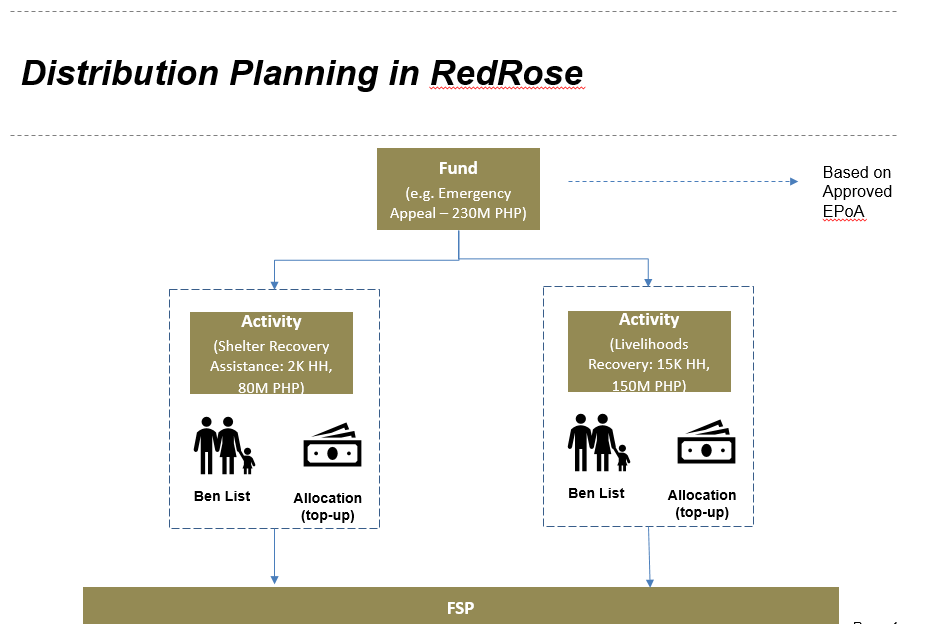 Distribution Planning in RedRose
Fund
(e.g. Emergency
Appeal – 230M PHP)
Based on
Approved
EPoA
Activity
(Shelter Recovery
Assistance: 2K HH,
80M PHP)
Activity
(Livelihoods
Recovery: 15K HH,
150M PHP)
Ben List
Allocation
(top-up)
Ben List
Allocation
(top-up)
FSP